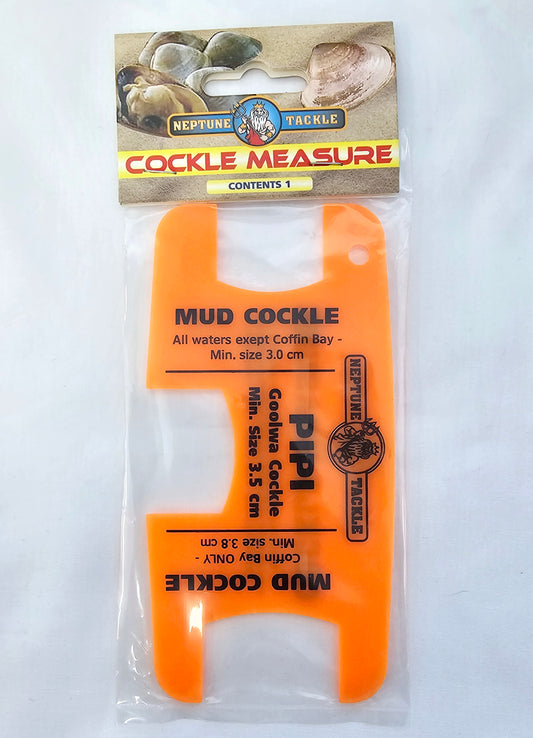 NEPTUNE TACKLE
COCKLE MEASURE
CONTENTS 1
MUD COCKLE
All waters exept Coffin Bay -
Min. size 3.0 cm
PIPI
Goolwa Cockle
Min. Size 3.5 cm
NEPTUNE TACKLE
MUD COCKLE
Coffin Bay ONLY -
Min. size 3.8 cm